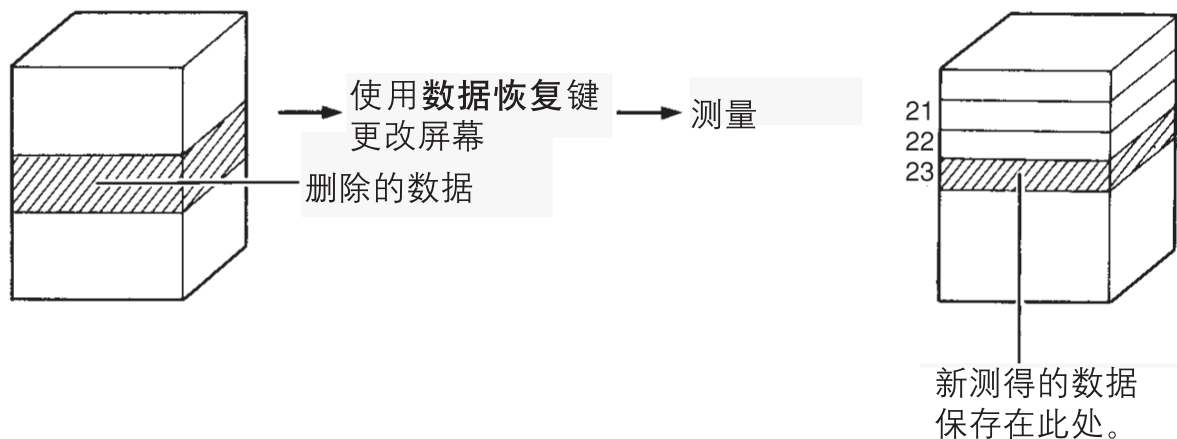 使用数据恢复键
更改屏幕
删除的数据
测量
21
22
23
新测得的数据
保存在此处。